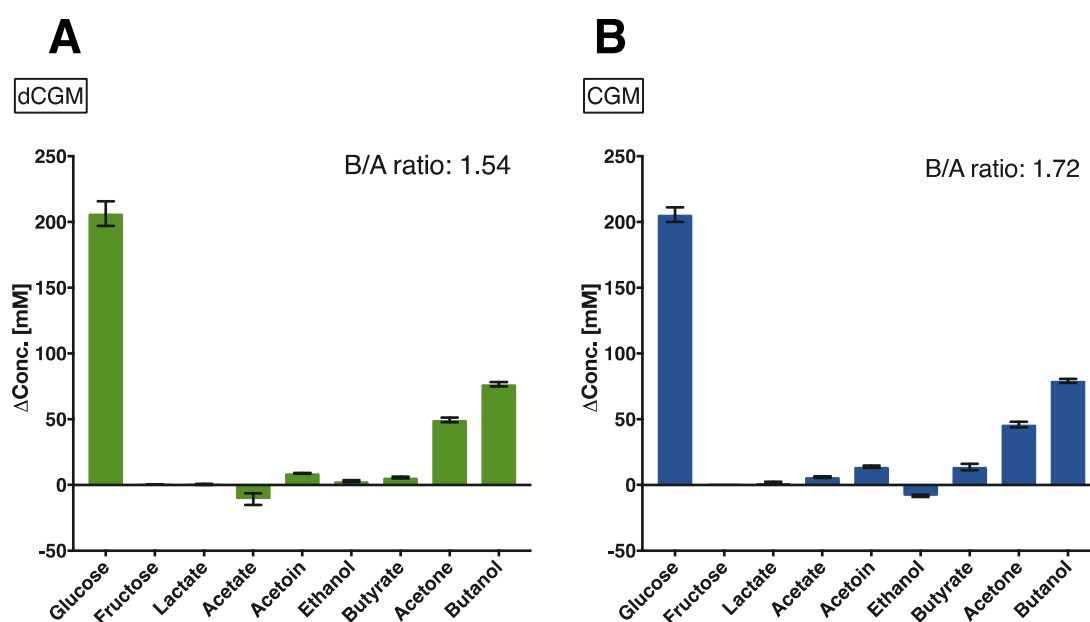 A
dCGM
B/A ratio: 1.54
ΔConc. [mM]
250
200
150
100
50
0
-50
Glucose
Fructose
Lactate
Acetate
Acetoin
Ethanol
Butyrate
Acetone
Butanol
B
CGM
B/A ratio: 1.72
ΔConc. [mM]
250
200
150
100
50
0
-50
Glucose
Fructose
Lactate
Acetate
Acetoin
Ethanol
Butyrate
Acetone
Butanol